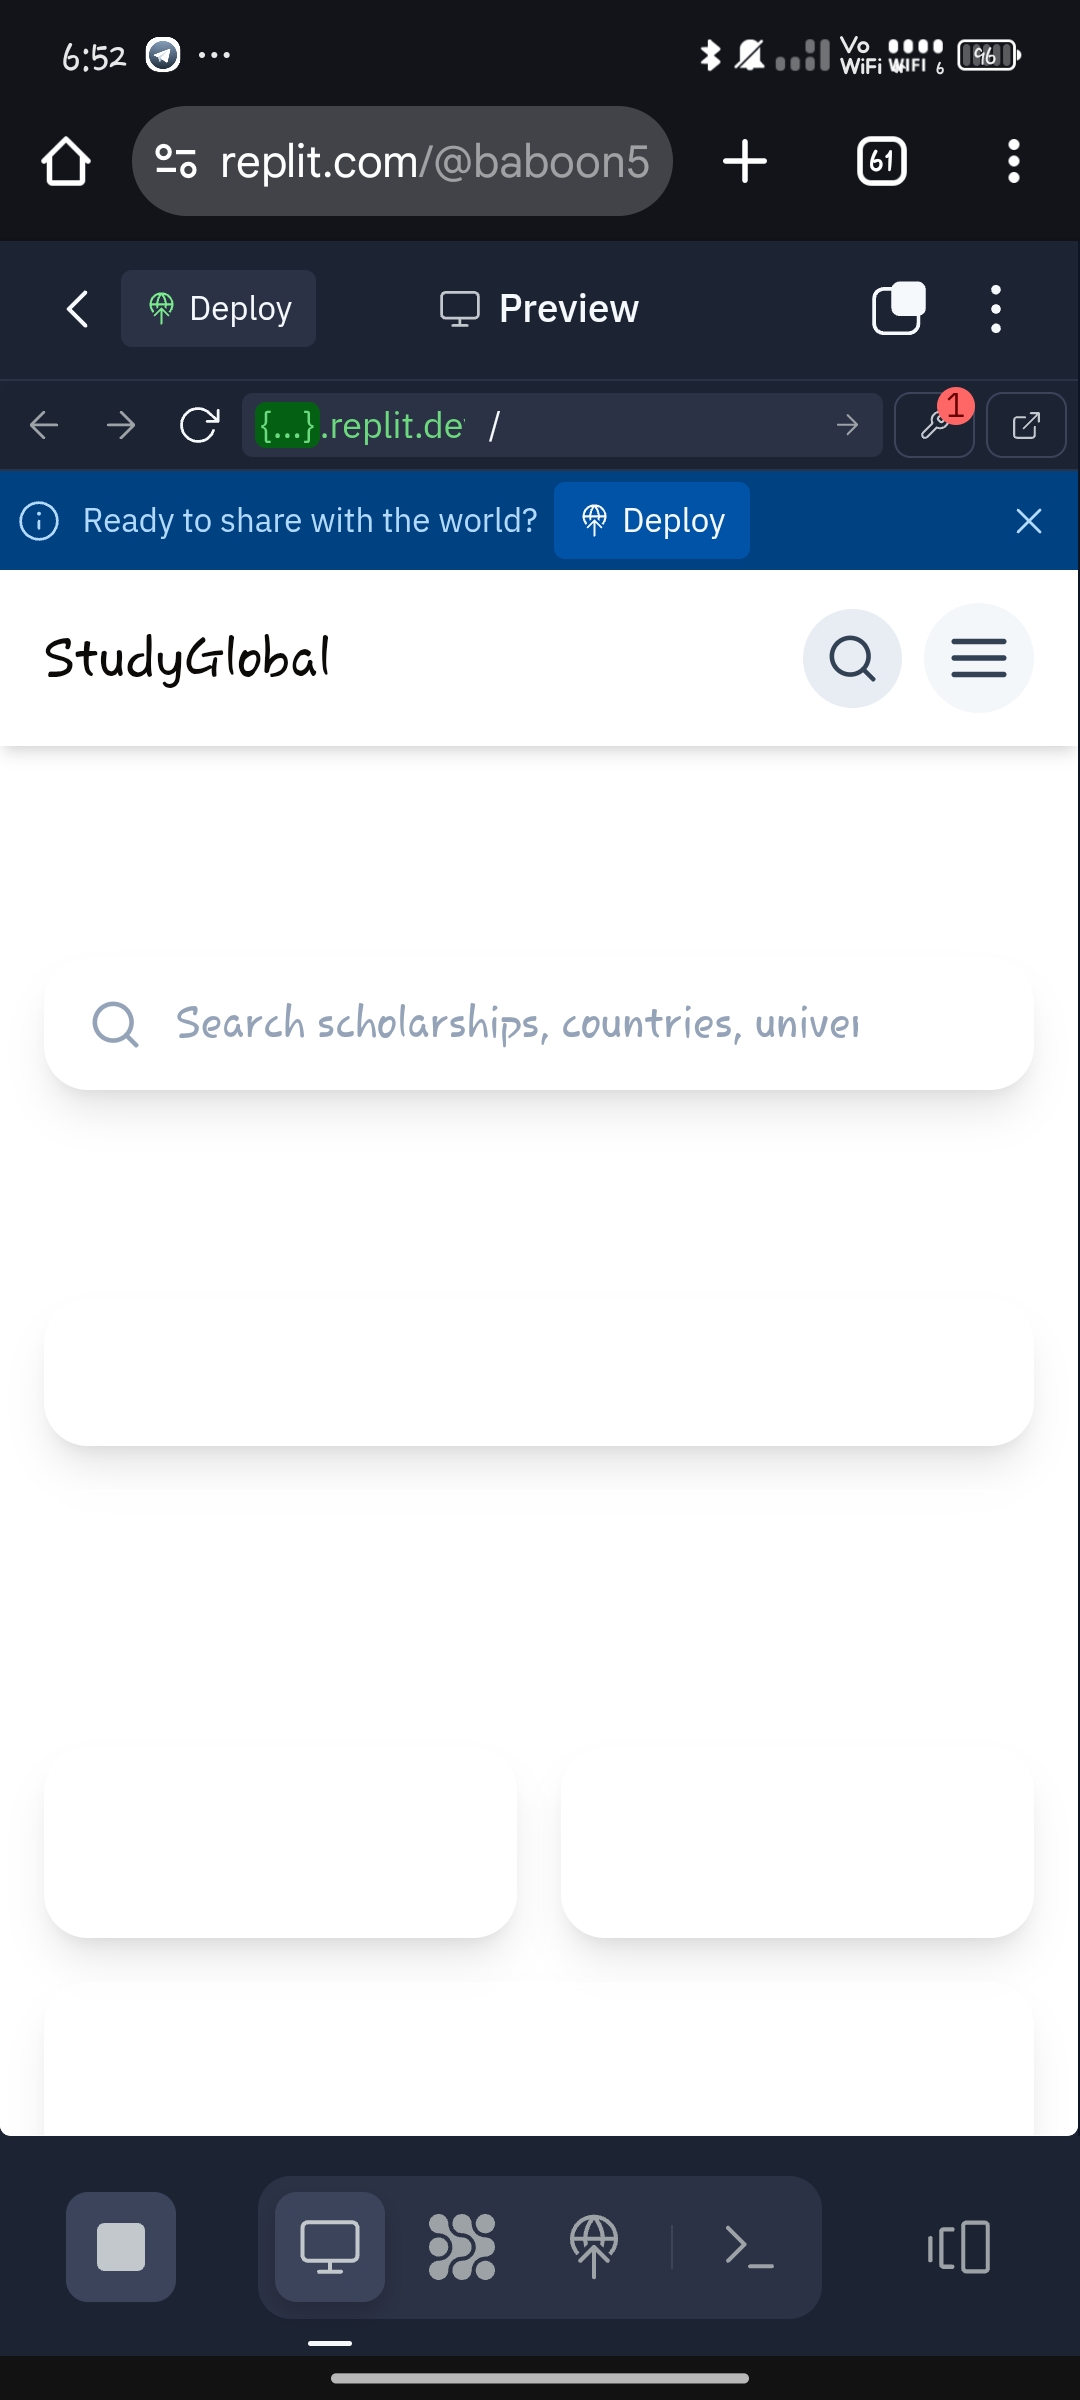 6:52 ... Vo WiFi WIFI 6 96
replit.com/@baboon5 61
Deploy Preview
{...}.replit.de / 1
Ready to share with the world? Deploy
StudyGlobal
Search scholarships, countries, univer